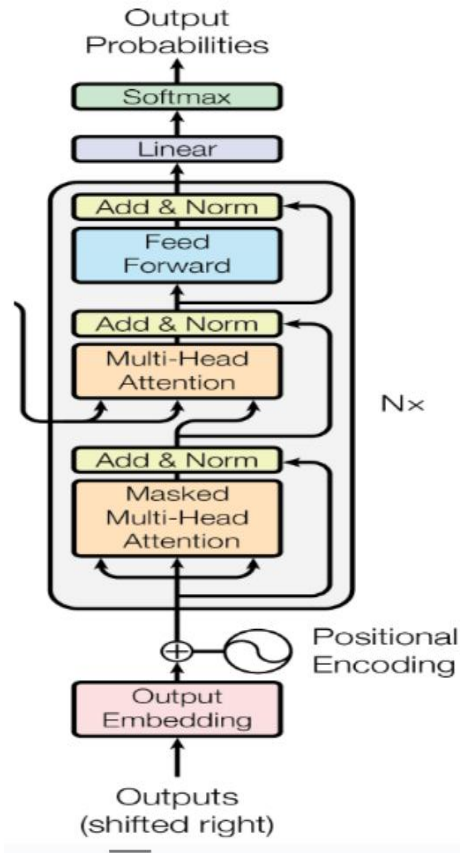 Output
Probabilities
Softmax
Linear
Add & Norm
Feed
Forward
Add & Norm
Multi-Head
Attention
Nx
Add & Norm
Masked
Multi-Head
Attention
Positional
Encoding
Output
Embedding
Outputs
(shifted right)